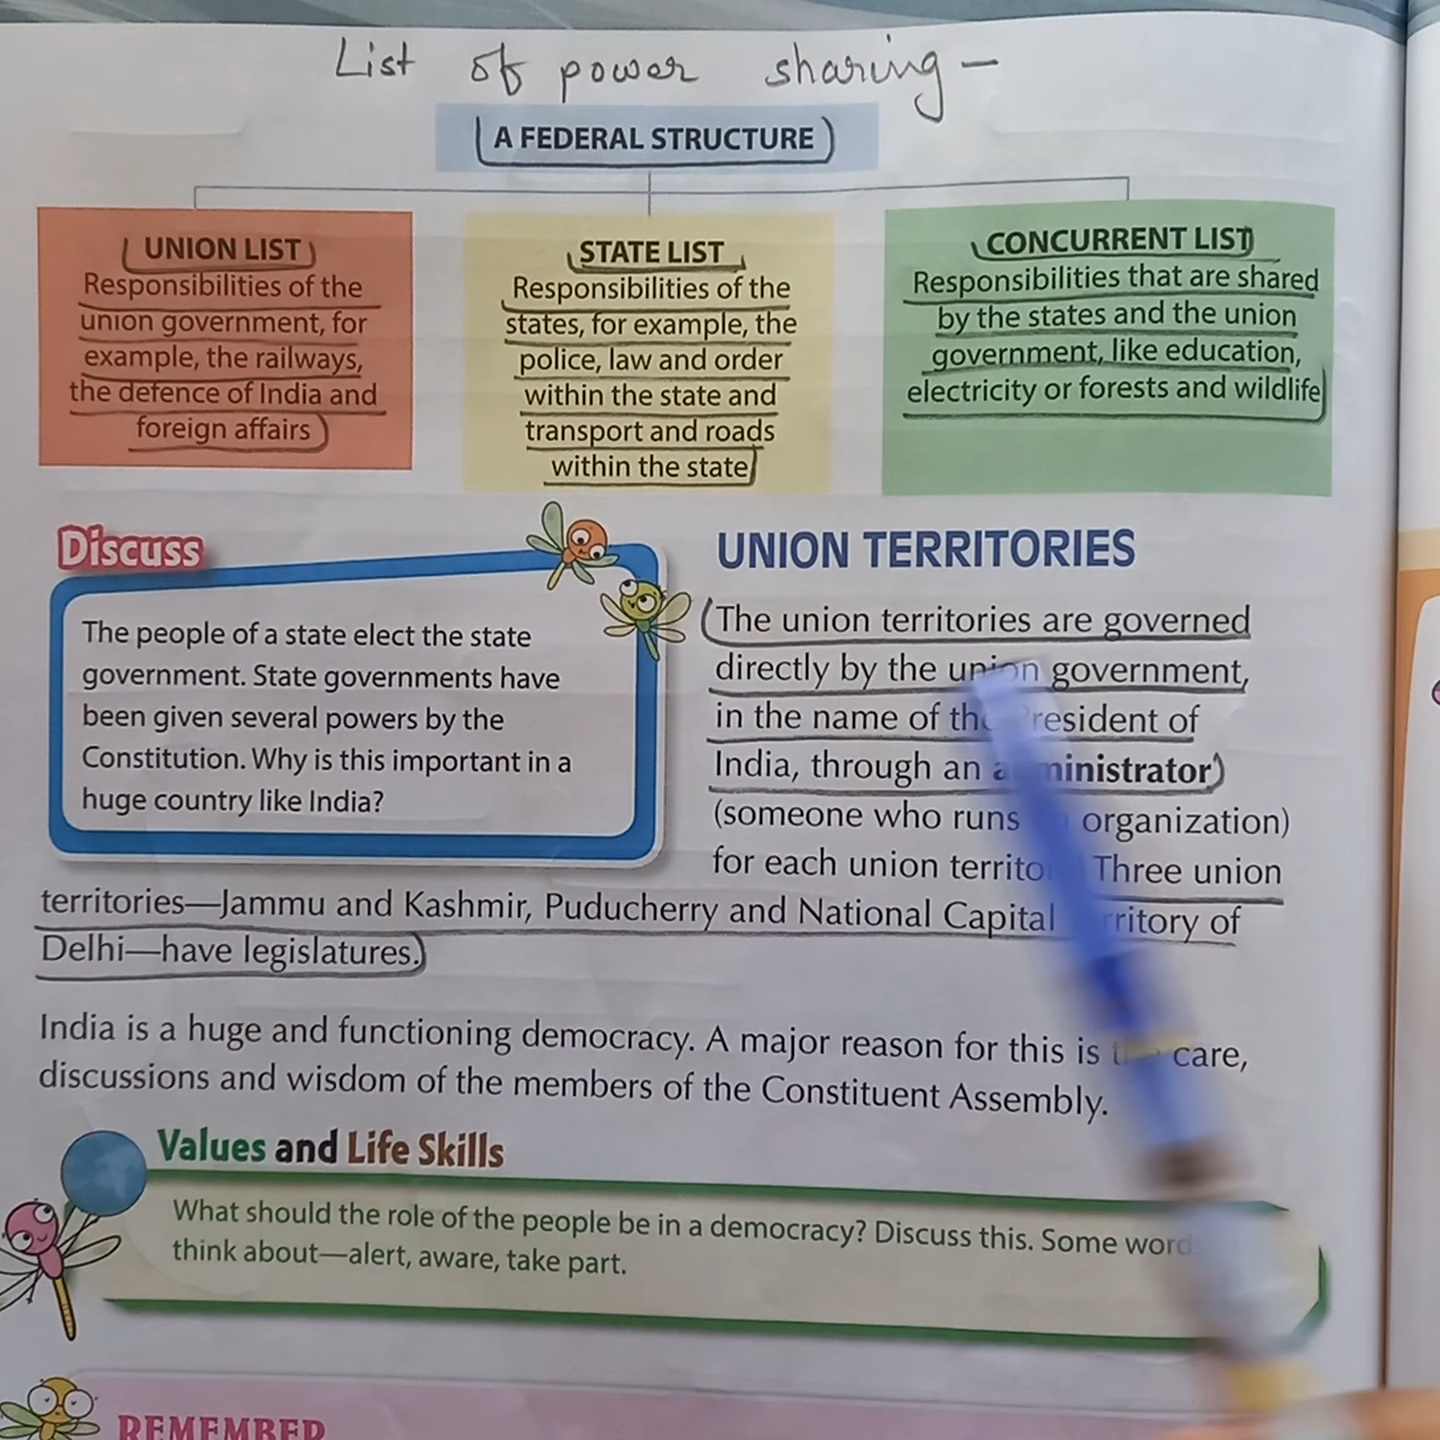 List of power sharing -
A FEDERAL STRUCTURE
UNION LIST
Responsibilities of the
union government, for
example, the railways,
the defence of India and
foreign affairs
STATE LIST
Responsibilities of the
states, for example, the
police, law and order
within the state and
transport and roads
within the state
CONCURRENT LIST
Responsibilities that are shared
by the states and the union
government, like education,
electricity or forests and wildlife
Discuss
The people of a state elect the state
government. State governments have
been given several powers by the
Constitution. Why is this important in a
huge country like India?
UNION TERRITORIES
The union territories are governed
directly by the union government,
in the name of the President of
India, through an administrator
(someone who runs organization)
for each union Three union
territories—Jammu and Kashmir, Puducherry and National Capital of
Delhi—have legislatures.
India is a huge and functioning democracy. A major reason for this is care,
discussions and wisdom of the members of the Constituent Assembly.
Values and Life Skills
What should the role of the people be in a democracy? Discuss this. Some
think about—alert, aware, take part.
REMEMBER